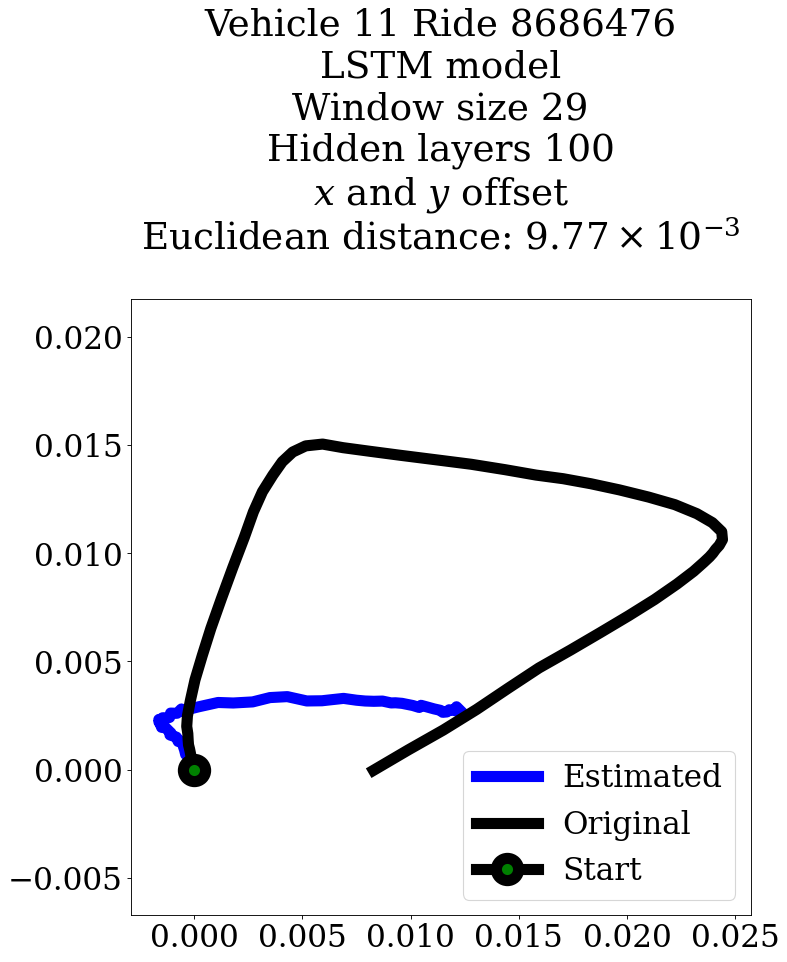 Vehicle 11 Ride 8686476
LSTM model
Window size 29
Hidden layers 100
x and y offset
Euclidean distance: 9.77 × 10⁻³
0.020
0.015
0.010
0.005
0.000
−0.005
Estimated
Original
Start
0.000 0.005 0.010 0.015 0.020 0.025